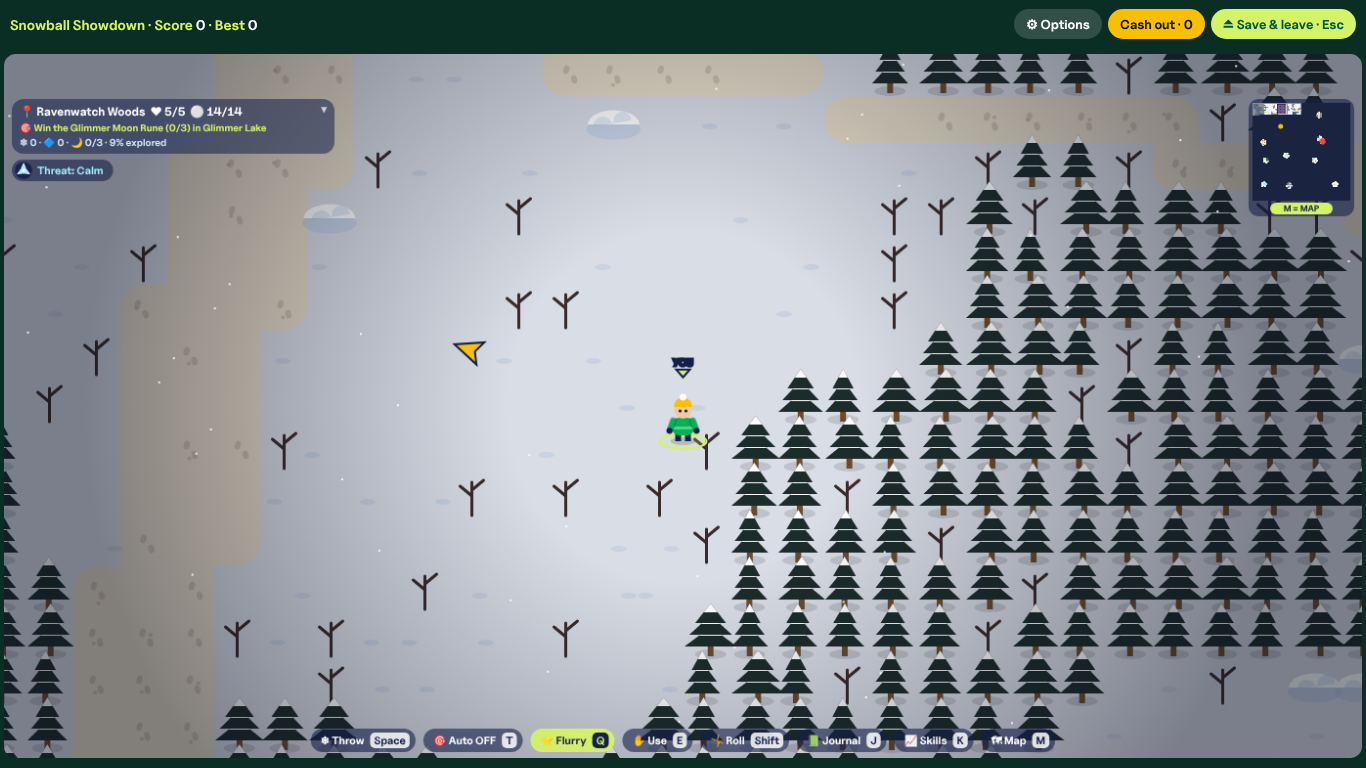 Snowball Showdown · Score 0 · Best 0
⚙ Options
Cash out · 0
⏏ Save & leave · Esc
📍 Ravenwatch Woods ❤ 5/5 ⚪ 14/14 ▼
🎯 Win the Glimmer Moon Rune (0/3) in Glimmer Lake
❄ 0 · 🔷 0 · 🌙 0/3 · 9% explored
Threat: Calm
M = MAP
❄ Throw Space
🎯 Auto OFF T
⭐ Flurry Q
✋ Use E
🤸 Roll Shift
📗 Journal J
📈 Skills K
🗺 Map M